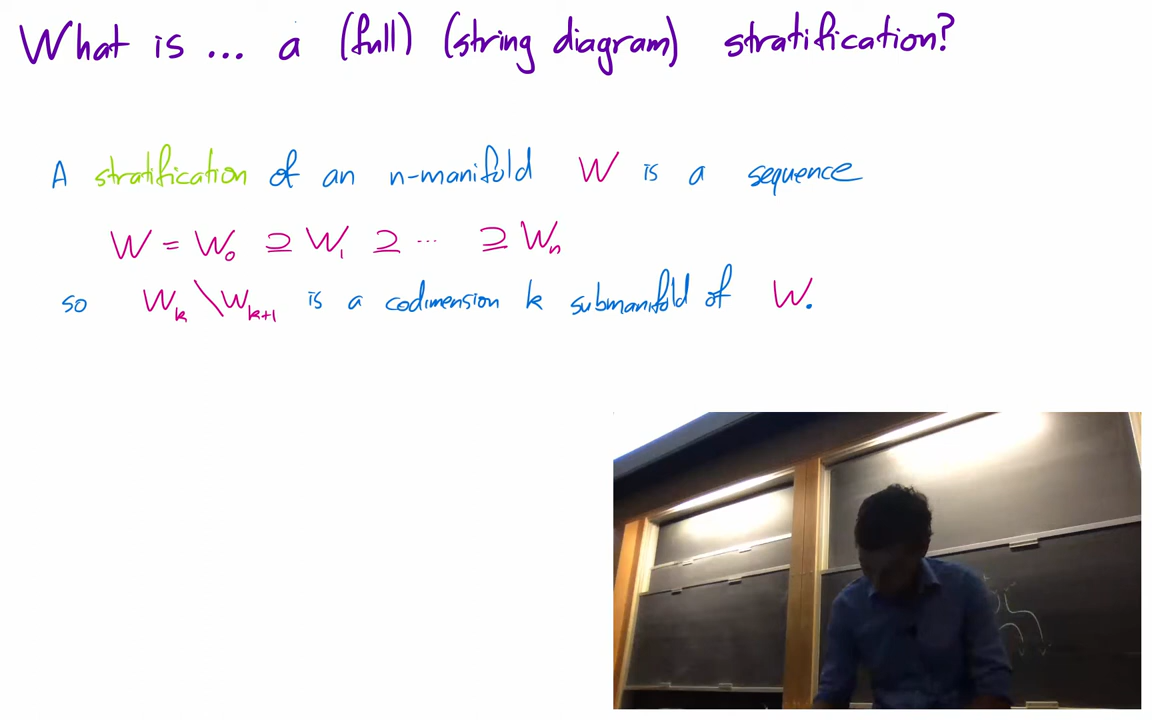 What is ... a (full) (string diagram) stratification?
A stratification of an n-manifold W is a sequence
W = W₀ ⊇ W₁ ⊇ ... ⊇ Wₙ
so Wₖ \ Wₖ₊₁ is a codimension k submanifold of W.